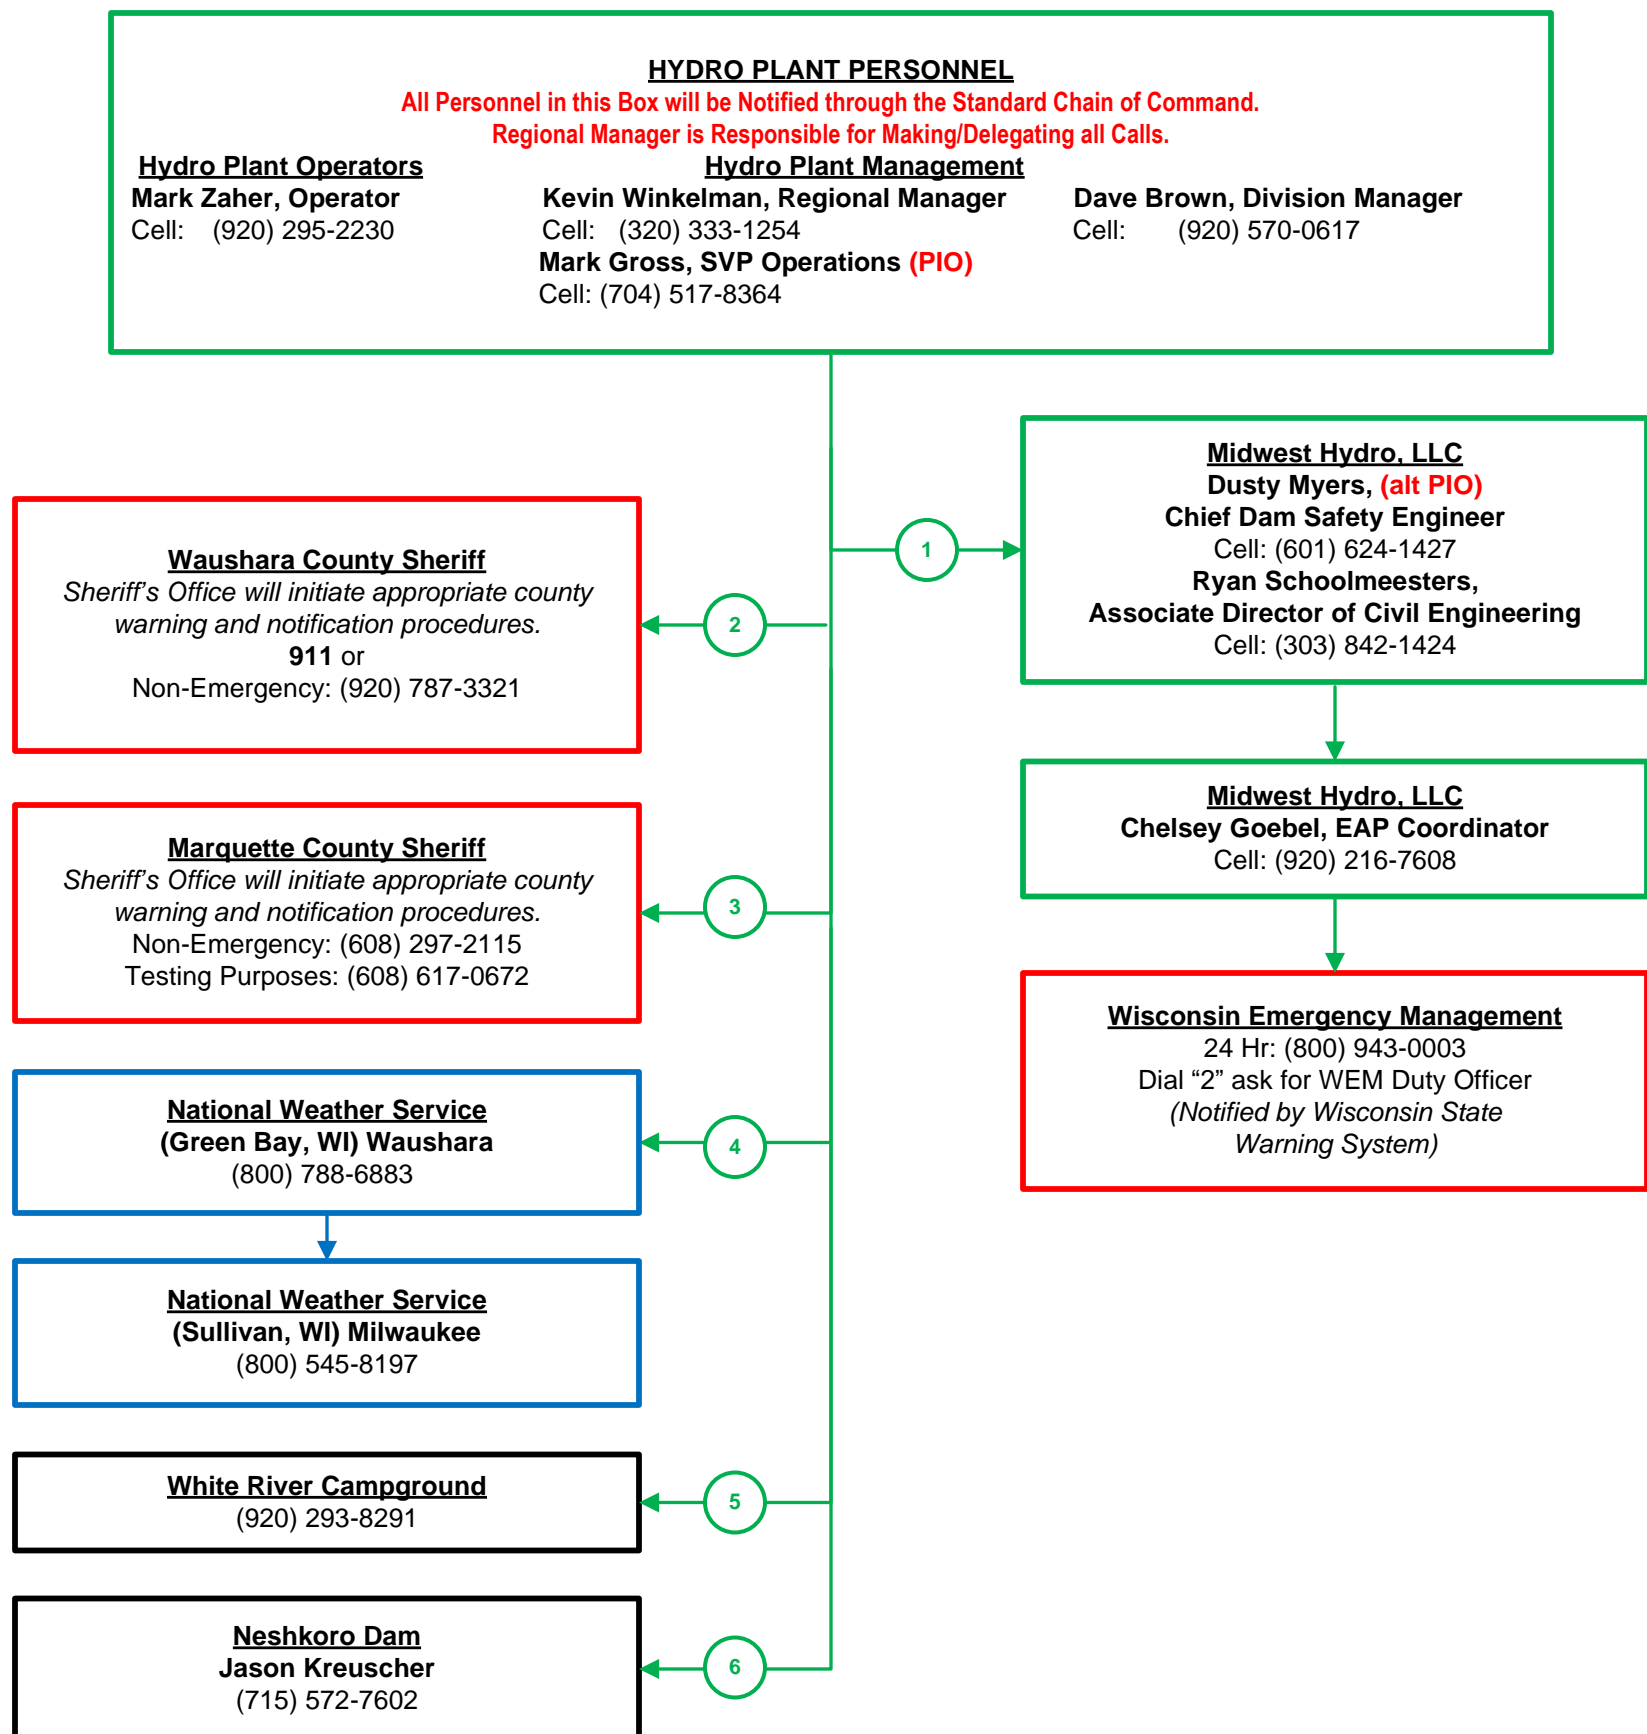 HYDRO PLANT PERSONNEL
All Personnel in this Box will be Notified through the Standard Chain of Command.
Regional Manager is Responsible for Making/Delegating all Calls.
Hydro Plant Operators
Mark Zaher, Operator
Cell: (920) 295-2230
Hydro Plant Management
Kevin Winkelman, Regional Manager
Cell: (320) 333-1254
Mark Gross, SVP Operations (PIO)
Cell: (704) 517-8364
Dave Brown, Division Manager
Cell: (920) 570-0617
1
Midwest Hydro, LLC
Dusty Myers, (alt PIO)
Chief Dam Safety Engineer
Cell: (601) 624-1427
Ryan Schoolmeesters,
Associate Director of Civil Engineering
Cell: (303) 842-1424
Midwest Hydro, LLC
Chelsey Goebel, EAP Coordinator
Cell: (920) 216-7608
Wisconsin Emergency Management
24 Hr: (800) 943-0003
Dial “2” ask for WEM Duty Officer
(Notified by Wisconsin State
Warning System)
2
Waushara County Sheriff
Sheriff’s Office will initiate appropriate county
warning and notification procedures.
911 or
Non-Emergency: (920) 787-3321
3
Marquette County Sheriff
Sheriff’s Office will initiate appropriate county
warning and notification procedures.
Non-Emergency: (608) 297-2115
Testing Purposes: (608) 617-0672
4
National Weather Service
(Green Bay, WI) Waushara
(800) 788-6883
National Weather Service
(Sullivan, WI) Milwaukee
(800) 545-8197
5
White River Campground
(920) 293-8291
6
Neshkoro Dam
Jason Kreuscher
(715) 572-7602